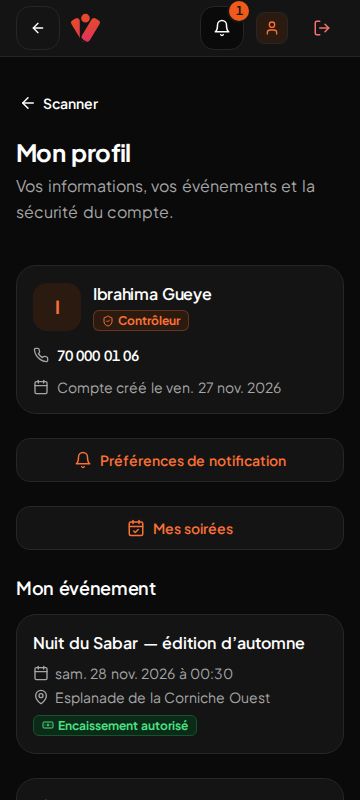 1
Scanner
Mon profil
Vos informations, vos événements et la
sécurité du compte.
I
Ibrahima Gueye
Contrôleur
70 000 01 06
Compte créé le ven. 27 nov. 2026
Préférences de notification
Mes soirées
Mon événement
Nuit du Sabar — édition d’automne
sam. 28 nov. 2026 à 00:30
Esplanade de la Corniche Ouest
Encaissement autorisé